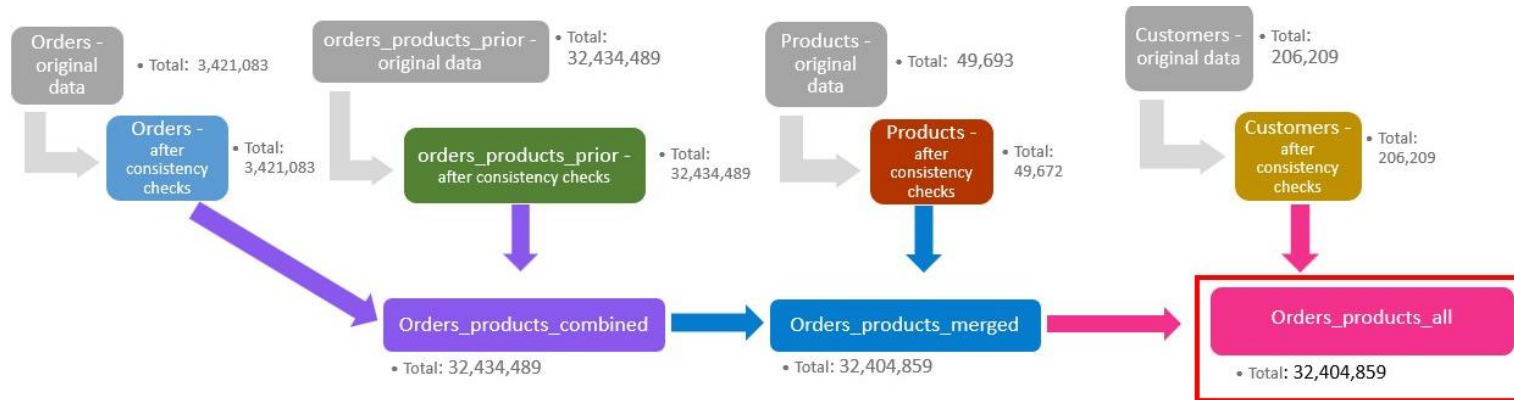 Orders -
original
data
• Total: 3,421,083
orders_products_prior -
original data
• Total:
32,434,489
Products -
original
data
• Total: 49,693
Customers -
original data
• Total:
206,209
Orders -
after
consistency
checks
• Total:
3,421,083
orders_products_prior -
after consistency checks
• Total:
32,434,489
Products -
after
consistency
checks
• Total:
49,672
Customers -
after
consistency
checks
• Total:
206,209
Orders_products_combined
• Total: 32,434,489
Orders_products_merged
• Total: 32,404,859
Orders_products_all
• Total: 32,404,859